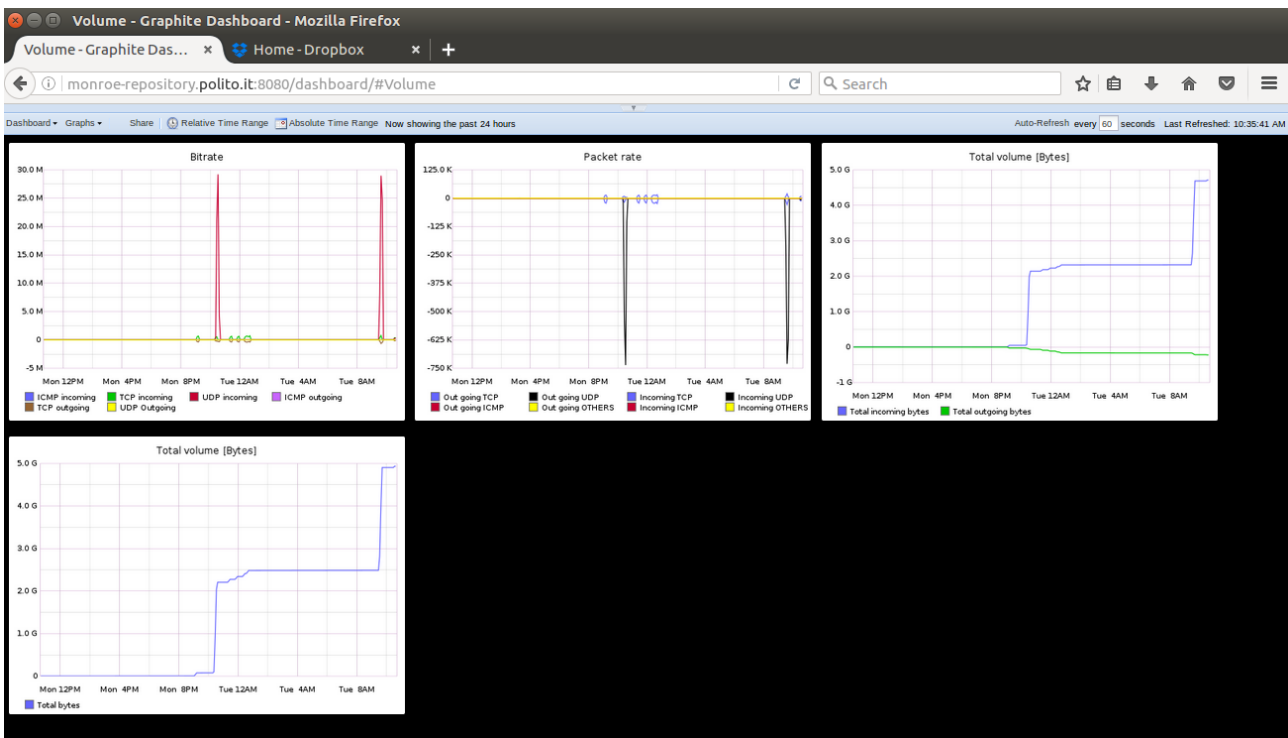 Volume - Graphite Dashboard - Mozilla Firefox
Volume - Graphite Das... × Home - Dropbox × +
monroe-repository.polito.it:8080/dashboard/#Volume Search
Dashboard Graphs Share Relative Time Range Absolute Time Range Now showing the past 24 hours Auto-Refresh every 60 seconds Last Refreshed: 10:35:41 AM
Bitrate
30.0 M
25.0 M
20.0 M
15.0 M
10.0 M
5.0 M
0
-5 M
Mon 12PM Mon 4PM Mon 8PM Tue 12AM Tue 4AM Tue 8AM
ICMP incoming TCP incoming UDP incoming ICMP outgoing
TCP outgoing UDP Outgoing
Packet rate
125.0 K
0
-125 K
-250 K
-375 K
-500 K
-625 K
-750 K
Mon 12PM Mon 4PM Mon 8PM Tue 12AM Tue 4AM Tue 8AM
Out going TCP Out going UDP Incoming TCP Incoming UDP
Out going ICMP Out going OTHERS Incoming ICMP Incoming OTHERS
Total volume [Bytes]
5.0 G
4.0 G
3.0 G
2.0 G
1.0 G
0
-1 G
Mon 12PM Mon 4PM Mon 8PM Tue 12AM Tue 4AM Tue 8AM
Total incoming bytes Total outgoing bytes
Total volume [Bytes]
5.0 G
4.0 G
3.0 G
2.0 G
1.0 G
0
Mon 12PM Mon 4PM Mon 8PM Tue 12AM Tue 4AM Tue 8AM
Total bytes